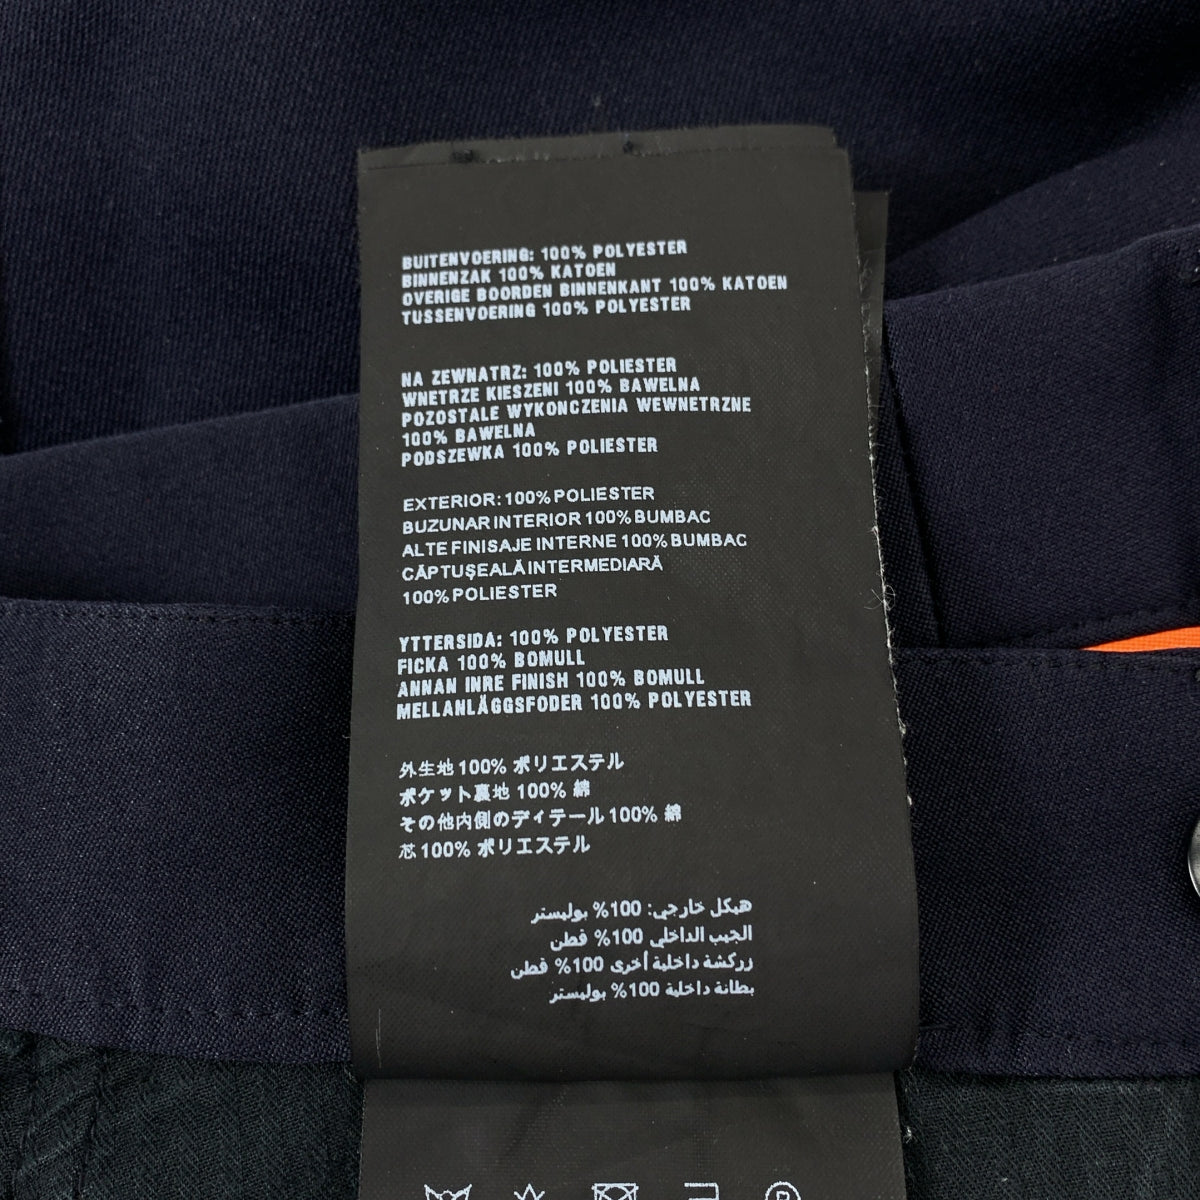 BUITENVOERING: 100% POLYESTER
BINNENZAK 100% KATOEN
OVERIGE BOORDEN BINNENKANT 100% KATOEN
TUSSENVOERING 100% POLYESTER
NA ZEWNATRZ: 100% POLIESTER
WNETRZE KIESZENI 100% BAWELNA
POZOSTALE WYKONCZENIA WEWNETRZNE
100% BAWELNA
PODSZEWKA 100% POLIESTER
EXTERIOR: 100% POLIESTER
BUZUNAR INTERIOR 100% BUMBAC
ALTE FINISAJE INTERNE 100% BUMBAC
CĂPTUŞEALĂ INTERMEDIARĂ
100% POLIESTER
YTTERSIDA: 100% POLYESTER
FICKA 100% BOMULL
ANNAN INRE FINISH 100% BOMULL
MELLANLÄGGSFODER 100% POLYESTER
外生地 100% ポリエステル
ポケット裏地 100% 綿
その他内側のディテール 100% 綿
芯 100% ポリエステル
هيكل خارجي: 100% بوليستر
الجيب الداخلي 100% قطن
زركشة داخلية أخرى 100% قطن
بطانة داخلية 100% بوليستر